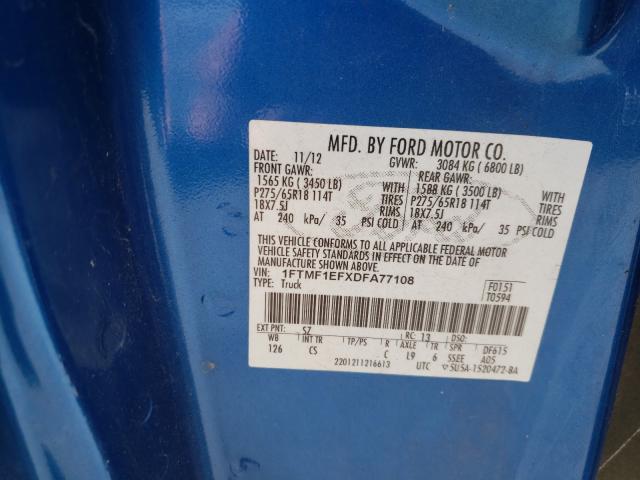 MFD. BY FORD MOTOR CO.
DATE: 11/12 GVWR: 3084 KG ( 6800 LB)
FRONT GAWR: REAR GAWR:
1565 KG ( 3450 LB) 1588 KG ( 3500 LB)
P275/65R18 114T TIRES P275/65R18 114T TIRES
18X7.5J RIMS 18X7.5J RIMS
AT 240 kPa/ 35 PSI COLD AT 240 kPa/ 35 PSI COLD
THIS VEHICLE CONFORMS TO ALL APPLICABLE FEDERAL MOTOR
VEHICLE SAFETY STANDARDS IN EFFECT ON THE DATE OF
MANUFACTURE SHOWN ABOVE.
VIN: 1FTMF1EFXDFA77108 F0151
TYPE: Truck T0594
EXT PNT: SZ RC: 13 DSO:
WB INT TR TP/PS R AXLE TR SPR DF615
126 CS C L9 6 SSEE A05
2201211216613 UTC ▽5U5A-1520472-BA